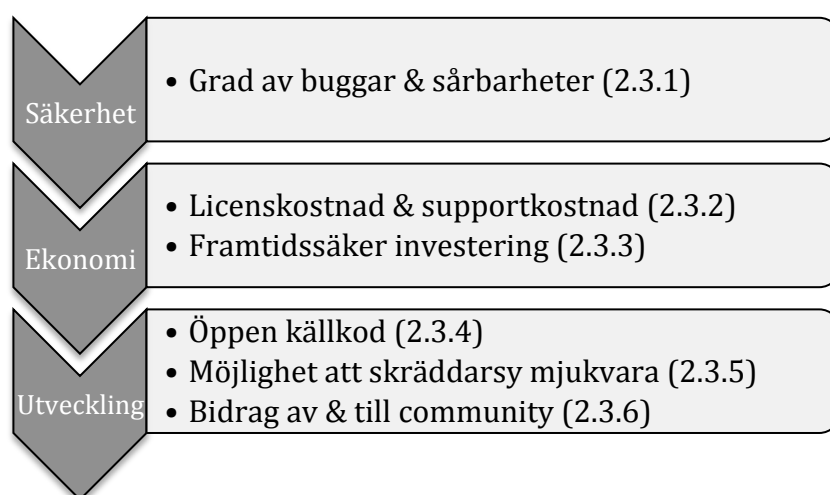 Säkerhet
• Grad av buggar & sårbarheter (2.3.1)
Ekonomi
• Licenskostnad & supportkostnad (2.3.2)
• Framtidssäker investering (2.3.3)
Utveckling
• Öppen källkod (2.3.4)
• Möjlighet att skräddarsy mjukvara (2.3.5)
• Bidrag av & till community (2.3.6)